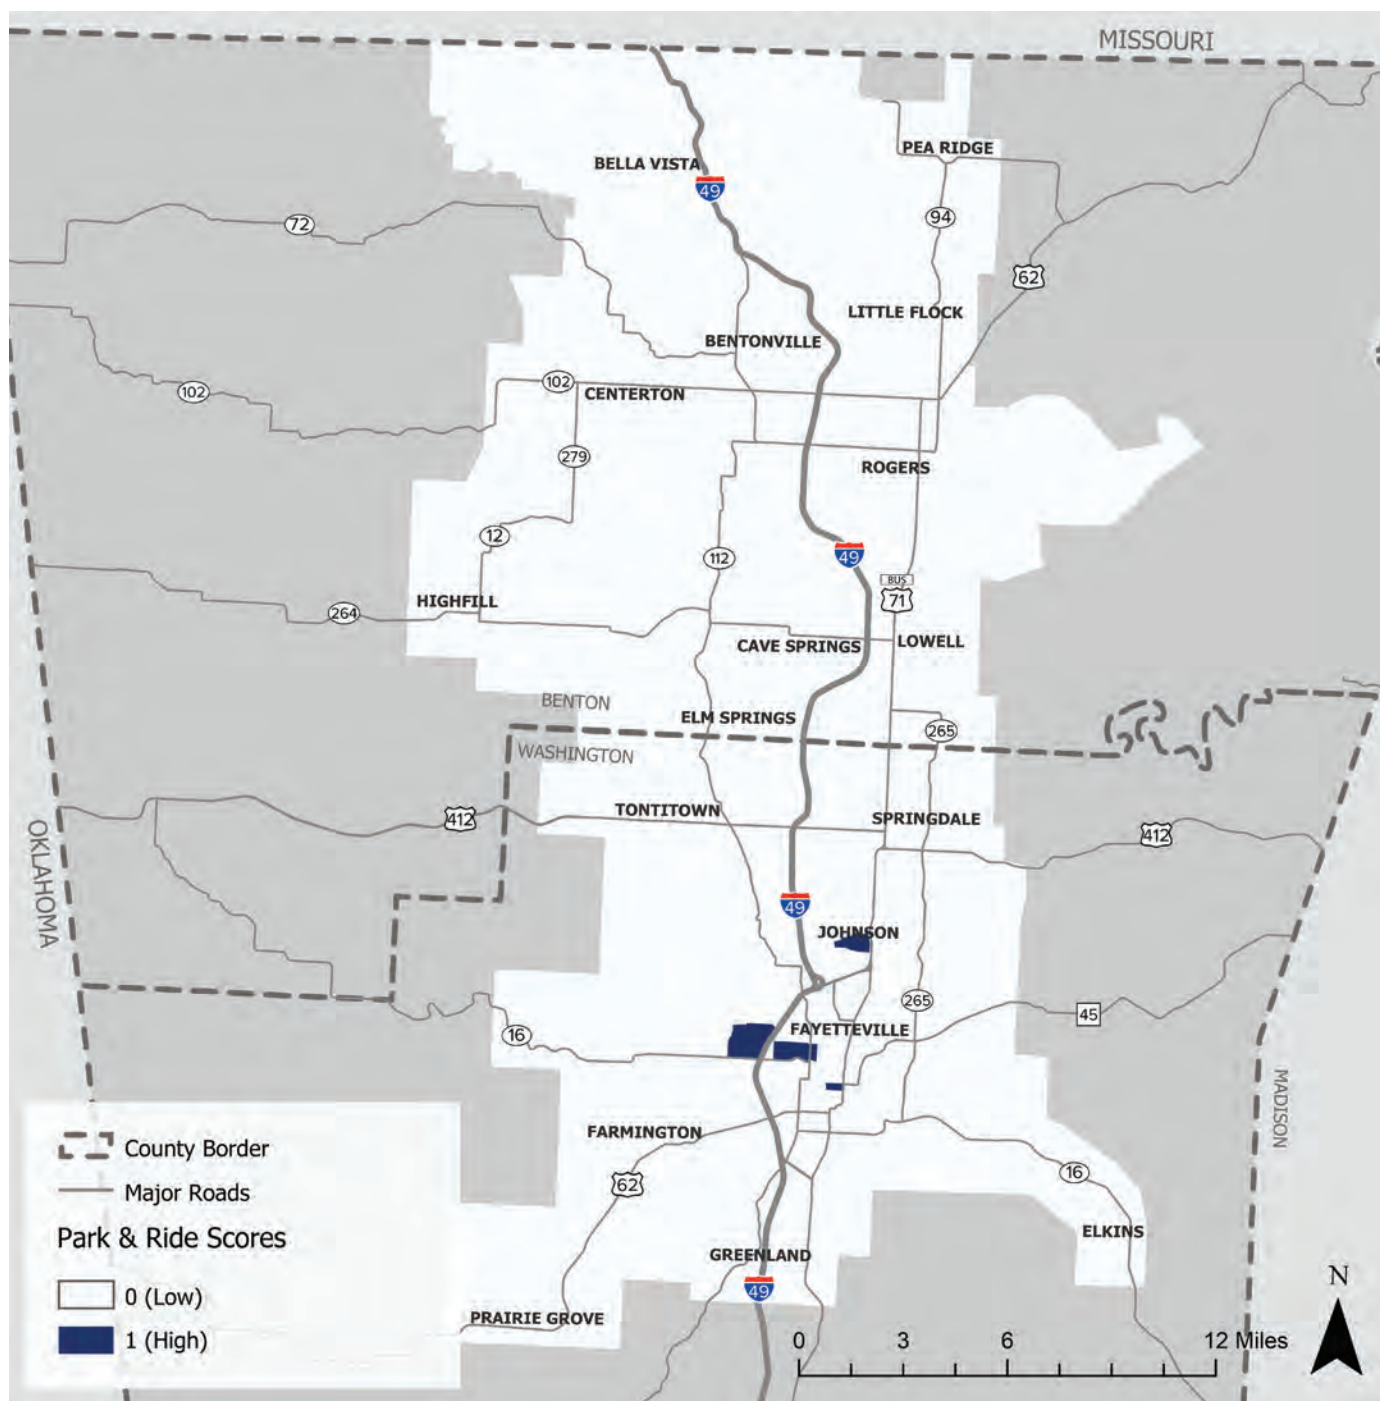 MISSOURI
PEA RIDGE
BELLA VISTA
49
94
72
62
LITTLE FLOCK
BENTONVILLE
102
102
CENTERTON
279
ROGERS
12
112
49
BUS
71
HIGHFILL
264
LOWELL
CAVE SPRINGS
BENTON
ELM SPRINGS
265
WASHINGTON
TONTITOWN
412
SPRINGDALE
412
OKLAHOMA
49
JOHNSON
265
45
16
FAYETTEVILLE
MADISON
FARMINGTON
62
16
ELKINS
GREENLAND
49
PRAIRIE GROVE
County Border
Major Roads
Park & Ride Scores
0 (Low)
1 (High)
N
0 3 6 12 Miles